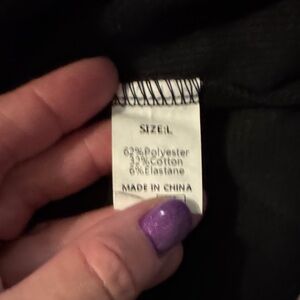 SIZE:L
62%Polyester
32%Cotton
6%Elastane
MADE IN CHINA